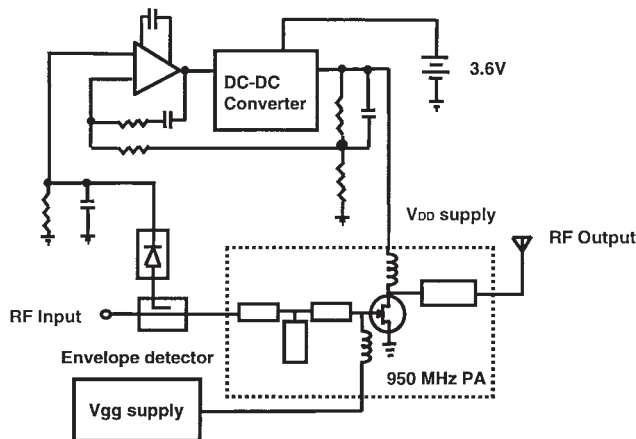 DC-DC
Converter
3.6V
VDD supply
RF Output
RF Input
Envelope detector
950 MHz PA
Vgg supply